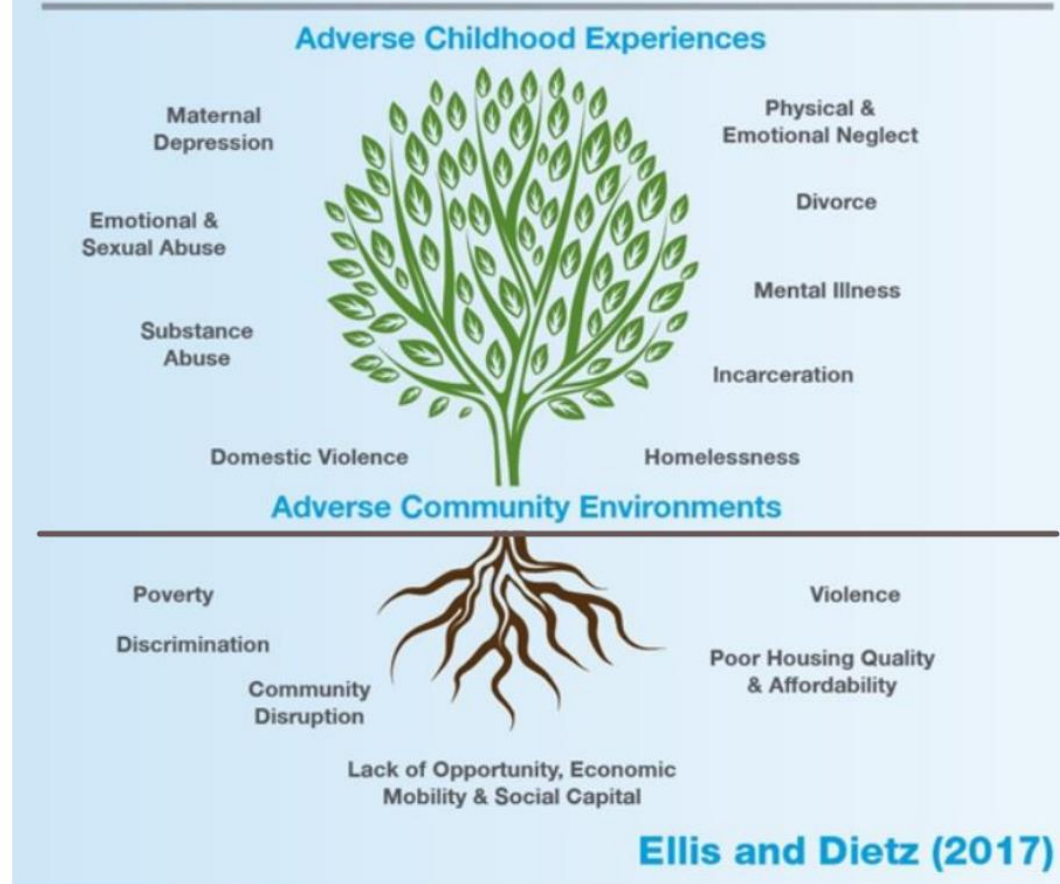 Adverse Childhood Experiences
Maternal
Depression
Physical &
Emotional Neglect
Emotional &
Sexual Abuse
Divorce
Mental Illness
Substance
Abuse
Incarceration
Domestic Violence
Homelessness
Adverse Community Environments
Poverty
Violence
Discrimination
Poor Housing Quality
& Affordability
Community
Disruption
Lack of Opportunity, Economic
Mobility & Social Capital
Ellis and Dietz (2017)